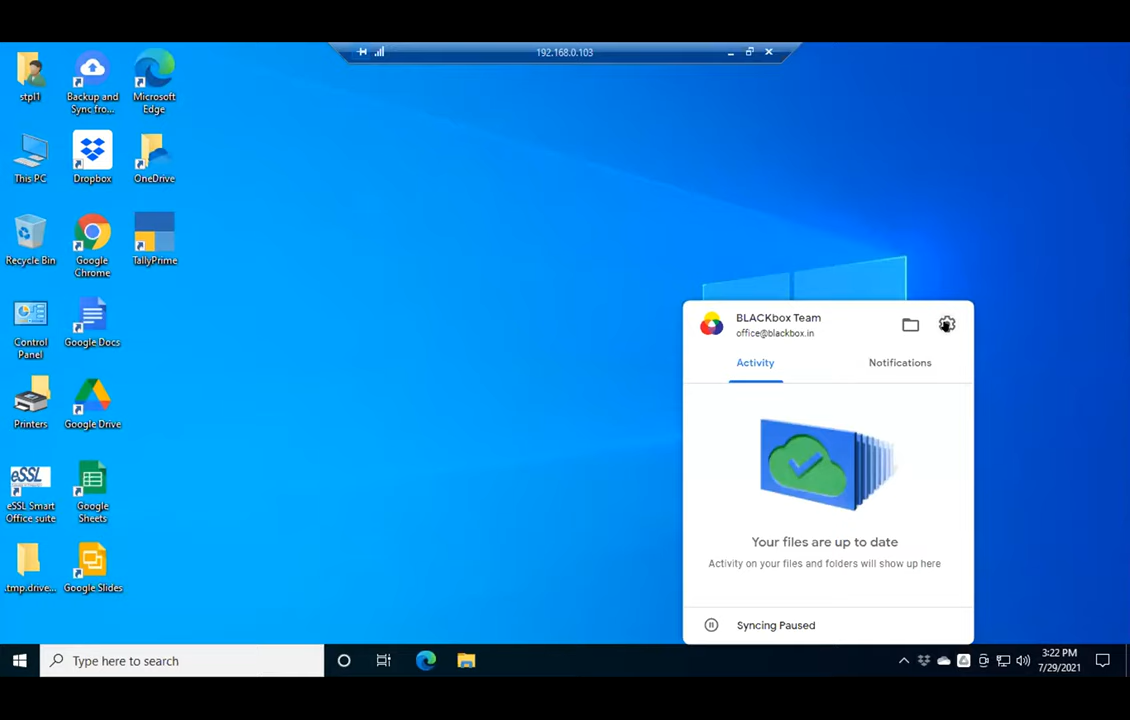 192.168.0.103
stpl1
Backup and
Sync fro...
Microsoft
Edge
This PC
Dropbox
OneDrive
Recycle Bin
Google
Chrome
TallyPrime
Control
Panel
Google Docs
Printers
Google Drive
eSSL
eSSL Smart
Office suite
Google
Sheets
.tmp.drive...
Google Slides
BLACKbox Team
office@blackbox.in
Activity
Notifications
Your files are up to date
Activity on your files and folders will show up here
Syncing Paused
Type here to search
3:22 PM
7/29/2021